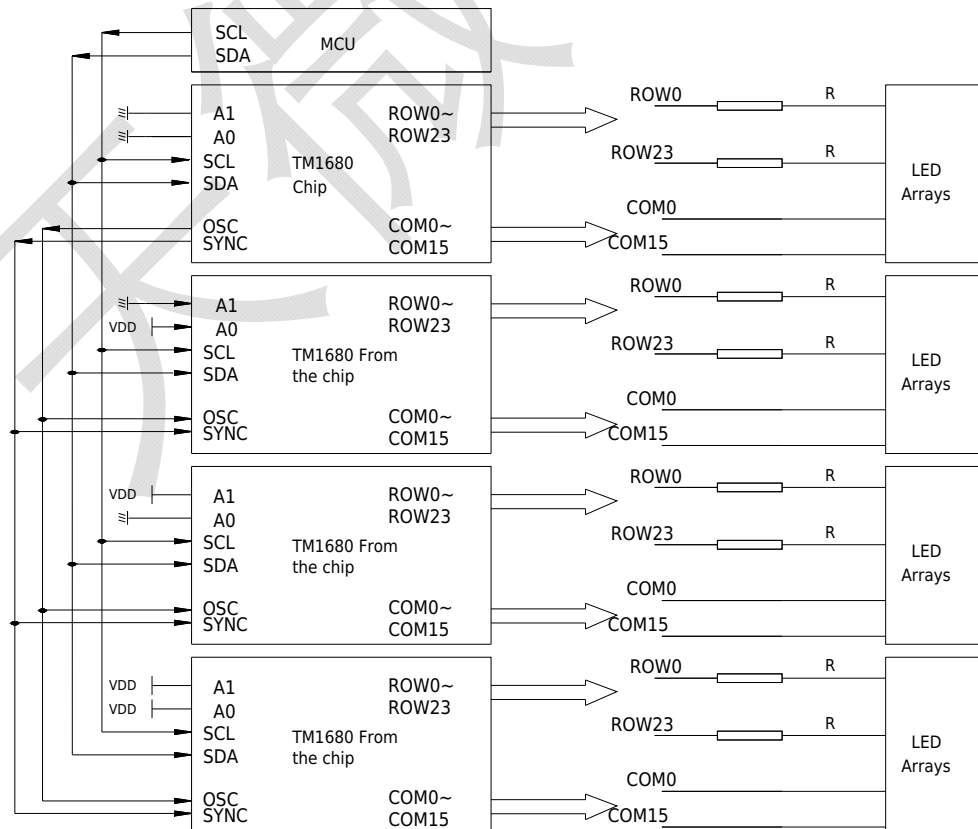 SCL
SDA
MCU
A1
A0
SCL
SDA
OSC
SYNC
TM1680
Chip
ROW0~
ROW23
COM0~
COM15
ROW0
R
ROW23
R
COM0
COM15
LED
Arrays
VDD
A1
A0
SCL
SDA
OSC
SYNC
TM1680 From
the chip
ROW0~
ROW23
COM0~
COM15
ROW0
R
ROW23
R
COM0
COM15
LED
Arrays
VDD
A1
A0
SCL
SDA
OSC
SYNC
TM1680 From
the chip
ROW0~
ROW23
COM0~
COM15
ROW0
R
ROW23
R
COM0
COM15
LED
Arrays
VDD
VDD
A1
A0
SCL
SDA
OSC
SYNC
TM1680 From
the chip
ROW0~
ROW23
COM0~
COM15
ROW0
R
ROW23
R
COM0
COM15
LED
Arrays